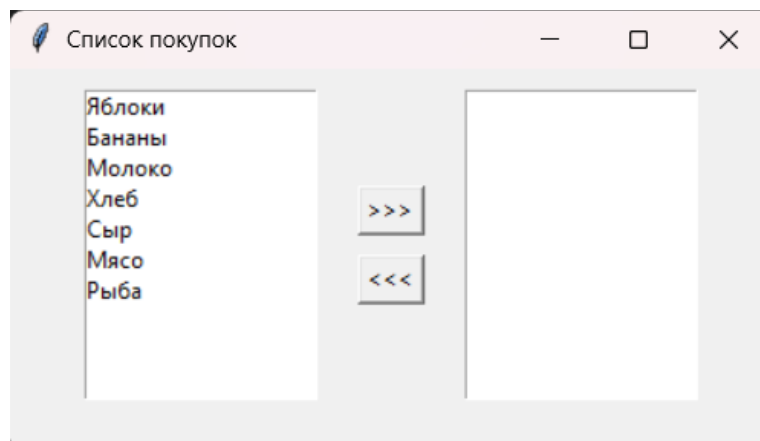 Список покупок
Яблоки
Бананы
Молоко
Хлеб
Сыр
Мясо
Рыба
>>>
<<<